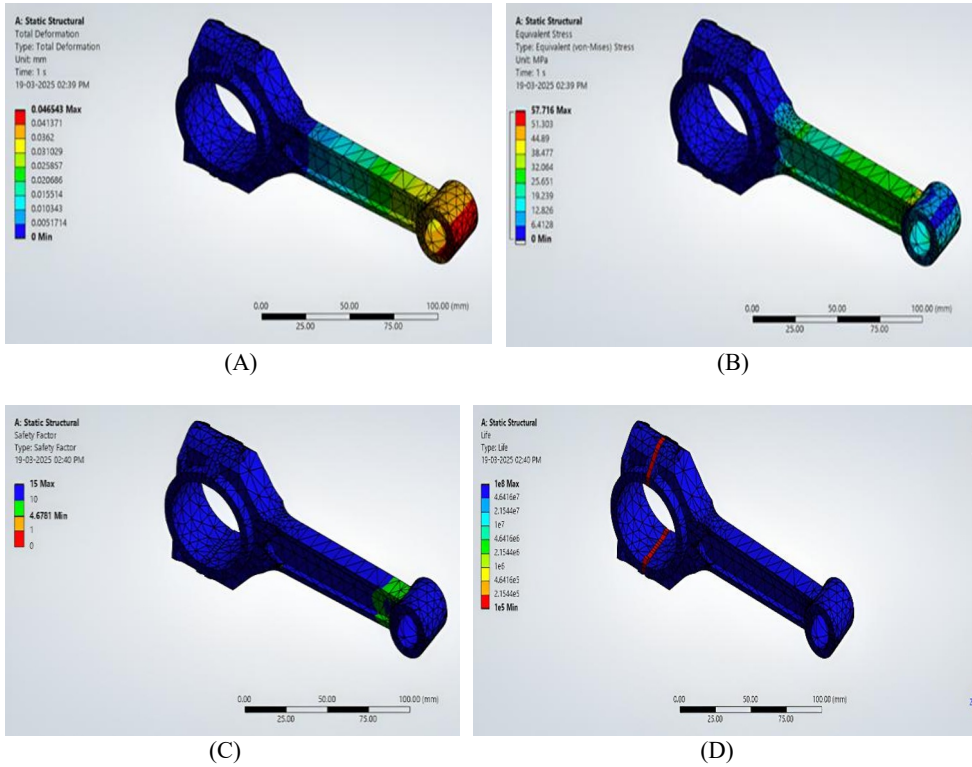 A: Static Structural
Total Deformation
Type: Total Deformation
Unit: mm
Time: 1 s
19-03-2025 02:39 PM
0.046543 Max
0.041371
0.0362
0.031029
0.025857
0.020686
0.015514
0.010343
0.0051714
0 Min
0.00
50.00
100.00 (mm)
25.00
75.00
(A)
A: Static Structural
Equivalent Stress
Type: Equivalent (von-Mises) Stress
Unit: MPa
Time: 1 s
19-03-2025 02:39 PM
57.716 Max
51.303
44.89
38.477
32.064
25.651
19.239
12.826
6.4128
0 Min
0.00
50.00
100.00 (mm)
25.00
75.00
(B)
A: Static Structural
Safety Factor
Type: Safety Factor
19-03-2025 02:40 PM
15 Max
10
4.6781 Min
1
0
0.00
50.00
100.00 (mm)
25.00
75.00
(C)
A: Static Structural
Life
Type: Life
19-03-2025 02:40 PM
1e8 Max
4.6416e7
2.1544e7
1e7
4.6416e6
2.1544e6
1e6
4.6416e5
2.1544e5
1e5 Min
0.00
50.00
100.00 (mm)
25.00
75.00
(D)